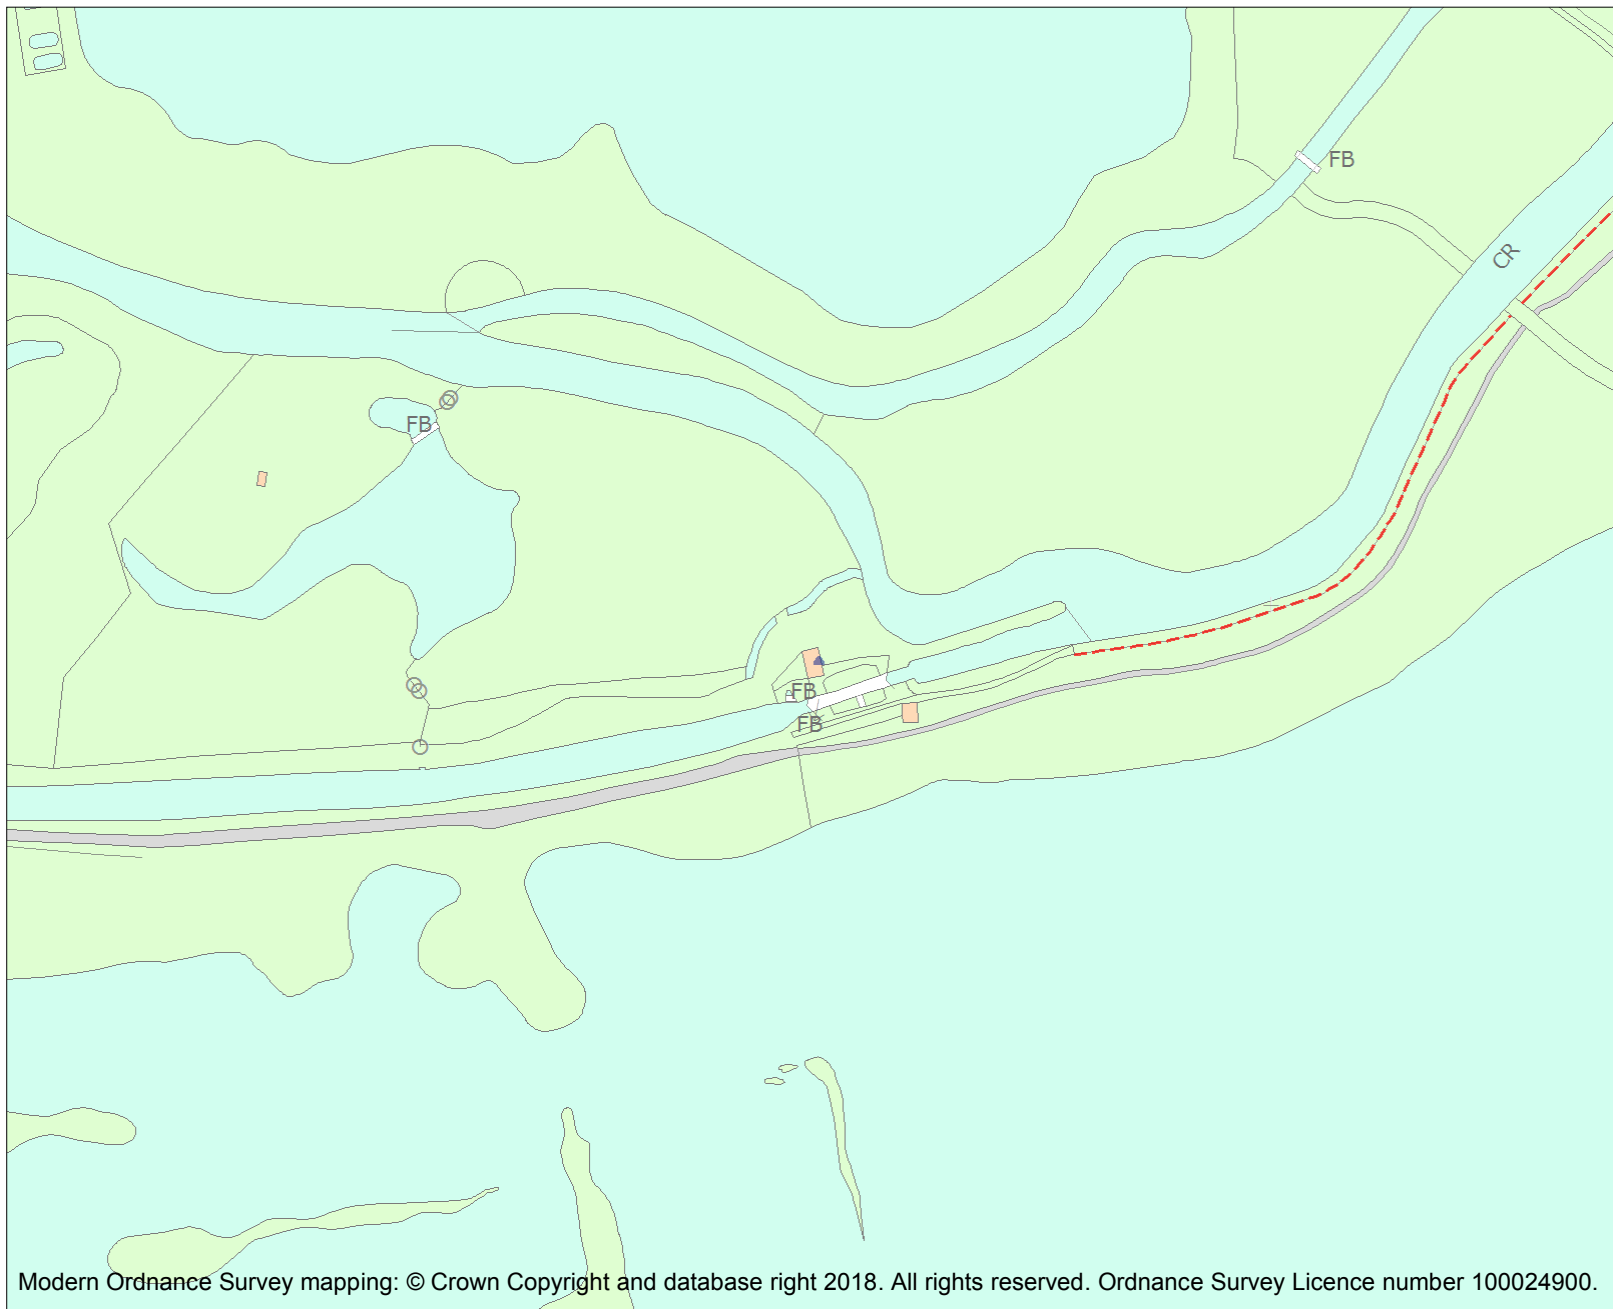 FB
CR
FB
FB
FB
Modern Ordnance Survey mapping: © Crown Copyright and database right 2018. All rights reserved. Ordnance Survey Licence number 100024900.